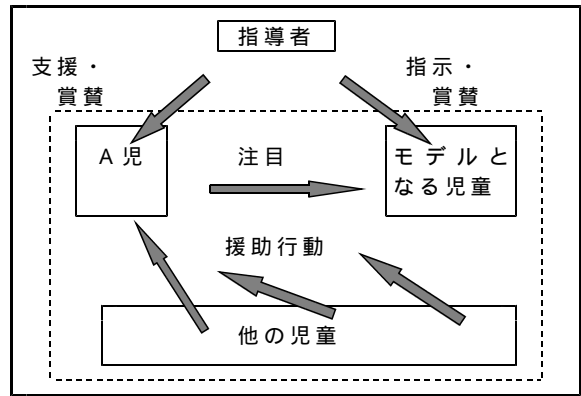 指導者
支援・
賞賛
指示・
賞賛
A児
注目
モデルと
なる児童
援助行動
他の児童